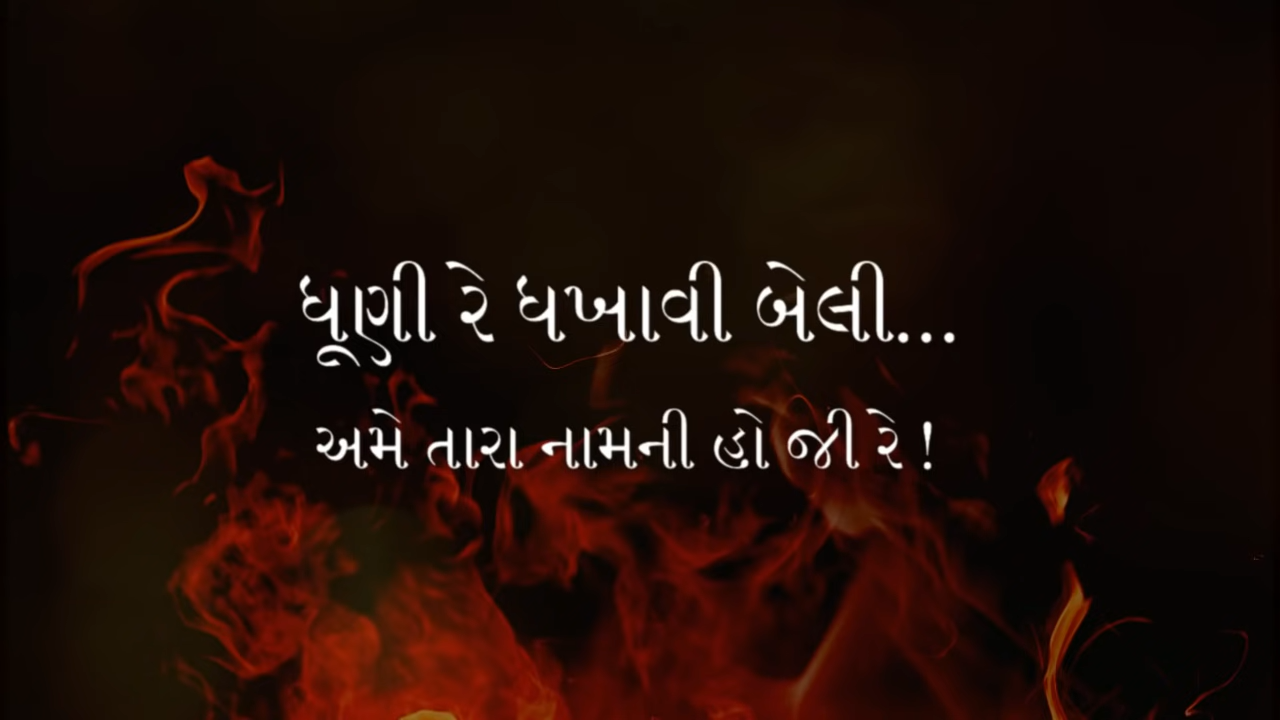 ધૂણી રે ધખાવી બેલી...
અમે તારા નામની હો જી રે !